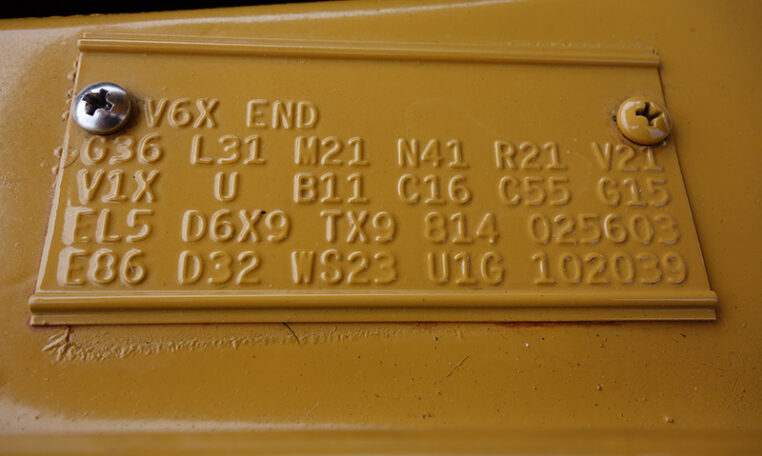 V6X END
G36 L31 M21 N41 R21 V21
V1X U B11 C16 C55 G15
EL5 D6X9 TX9 814 025603
E86 D32 WS23 U1G 102039